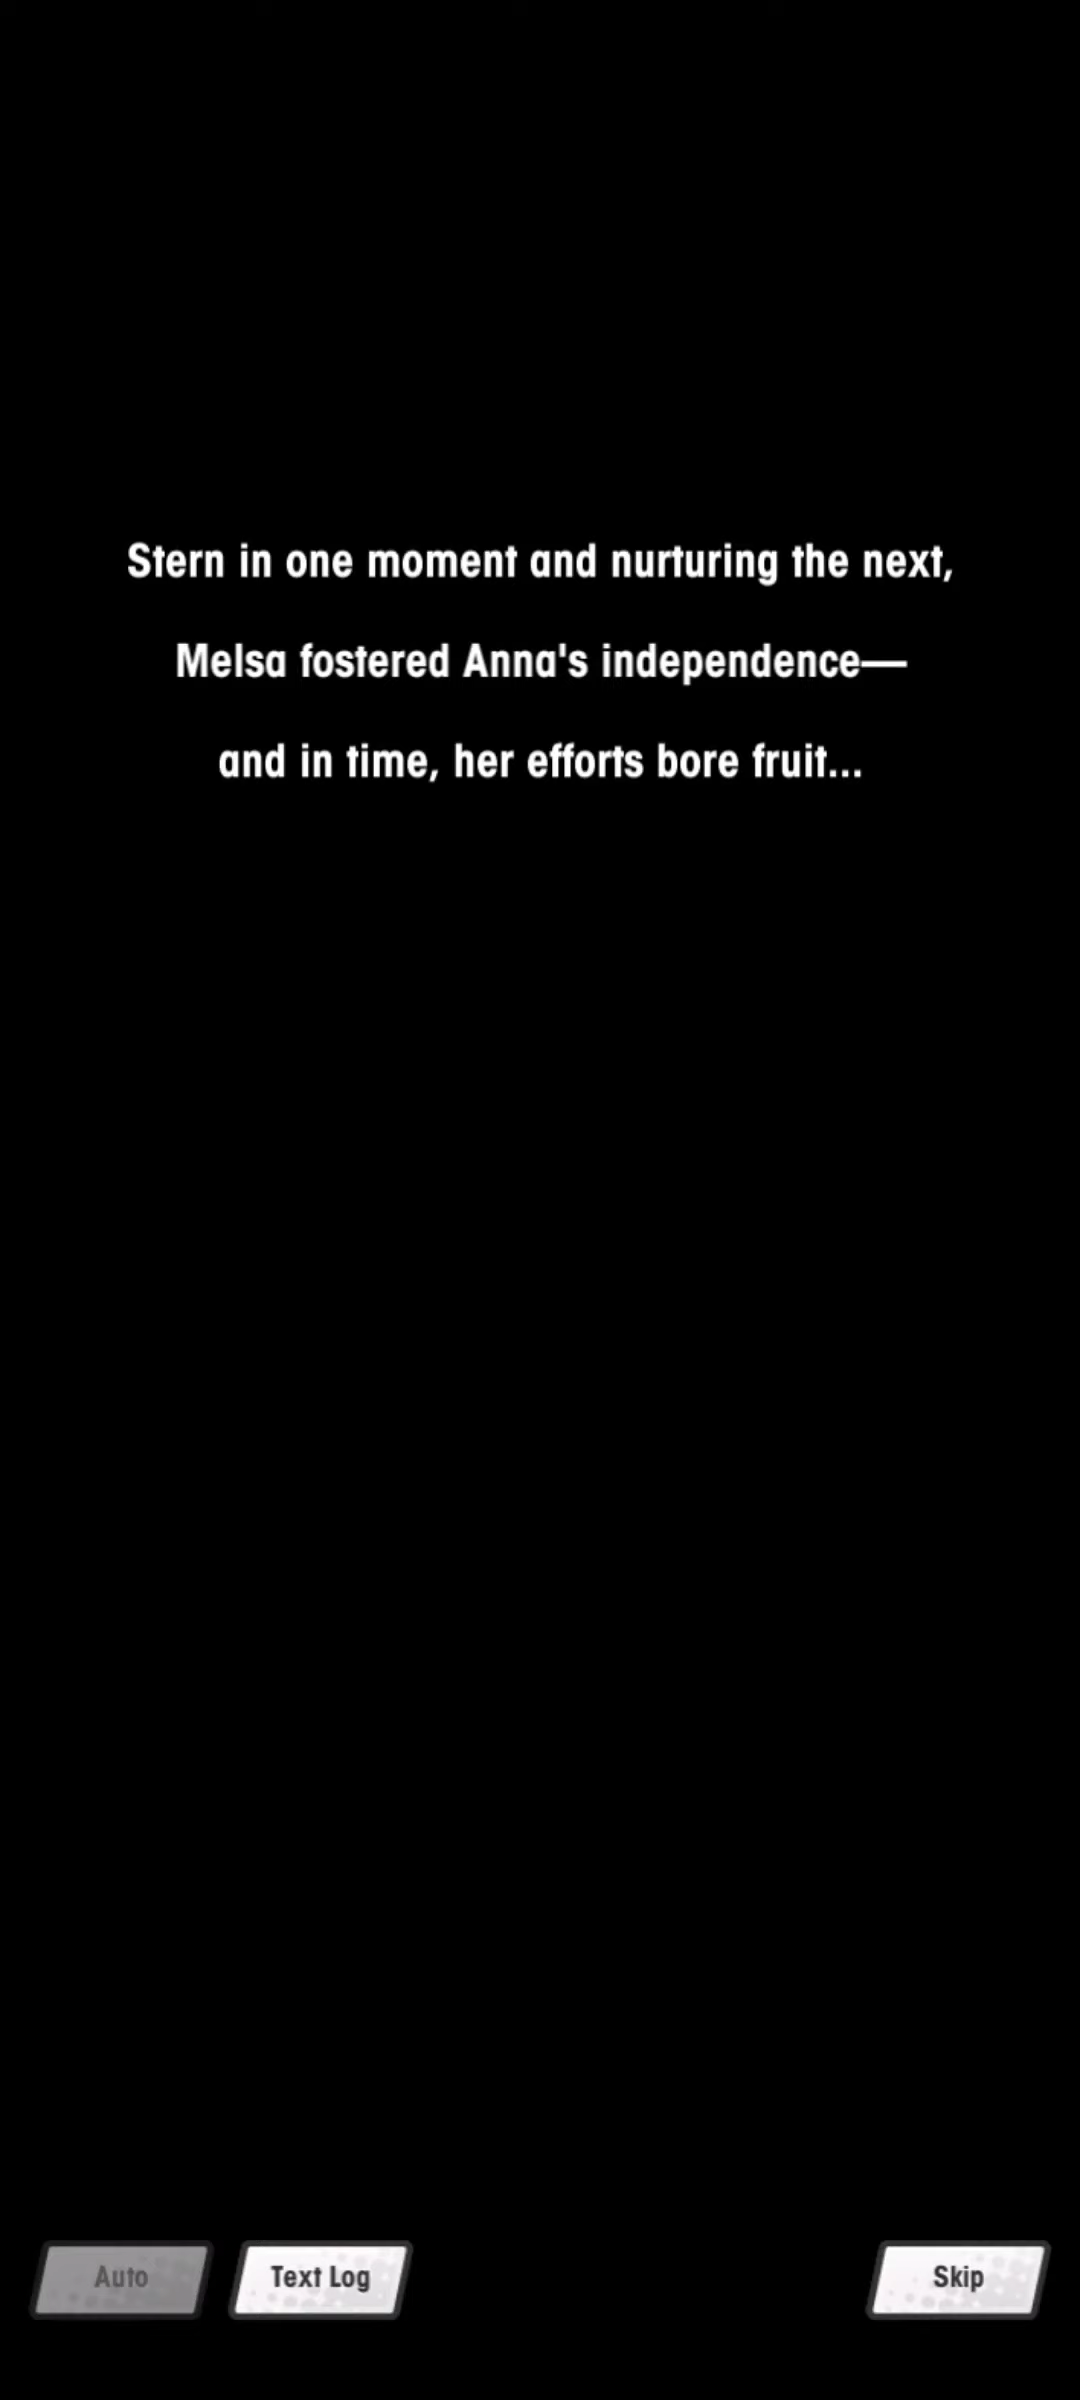 Stern in one moment and nurturing the next,
Melsa fostered Anna's independence—
and in time, her efforts bore fruit...
Auto
Text Log
Skip